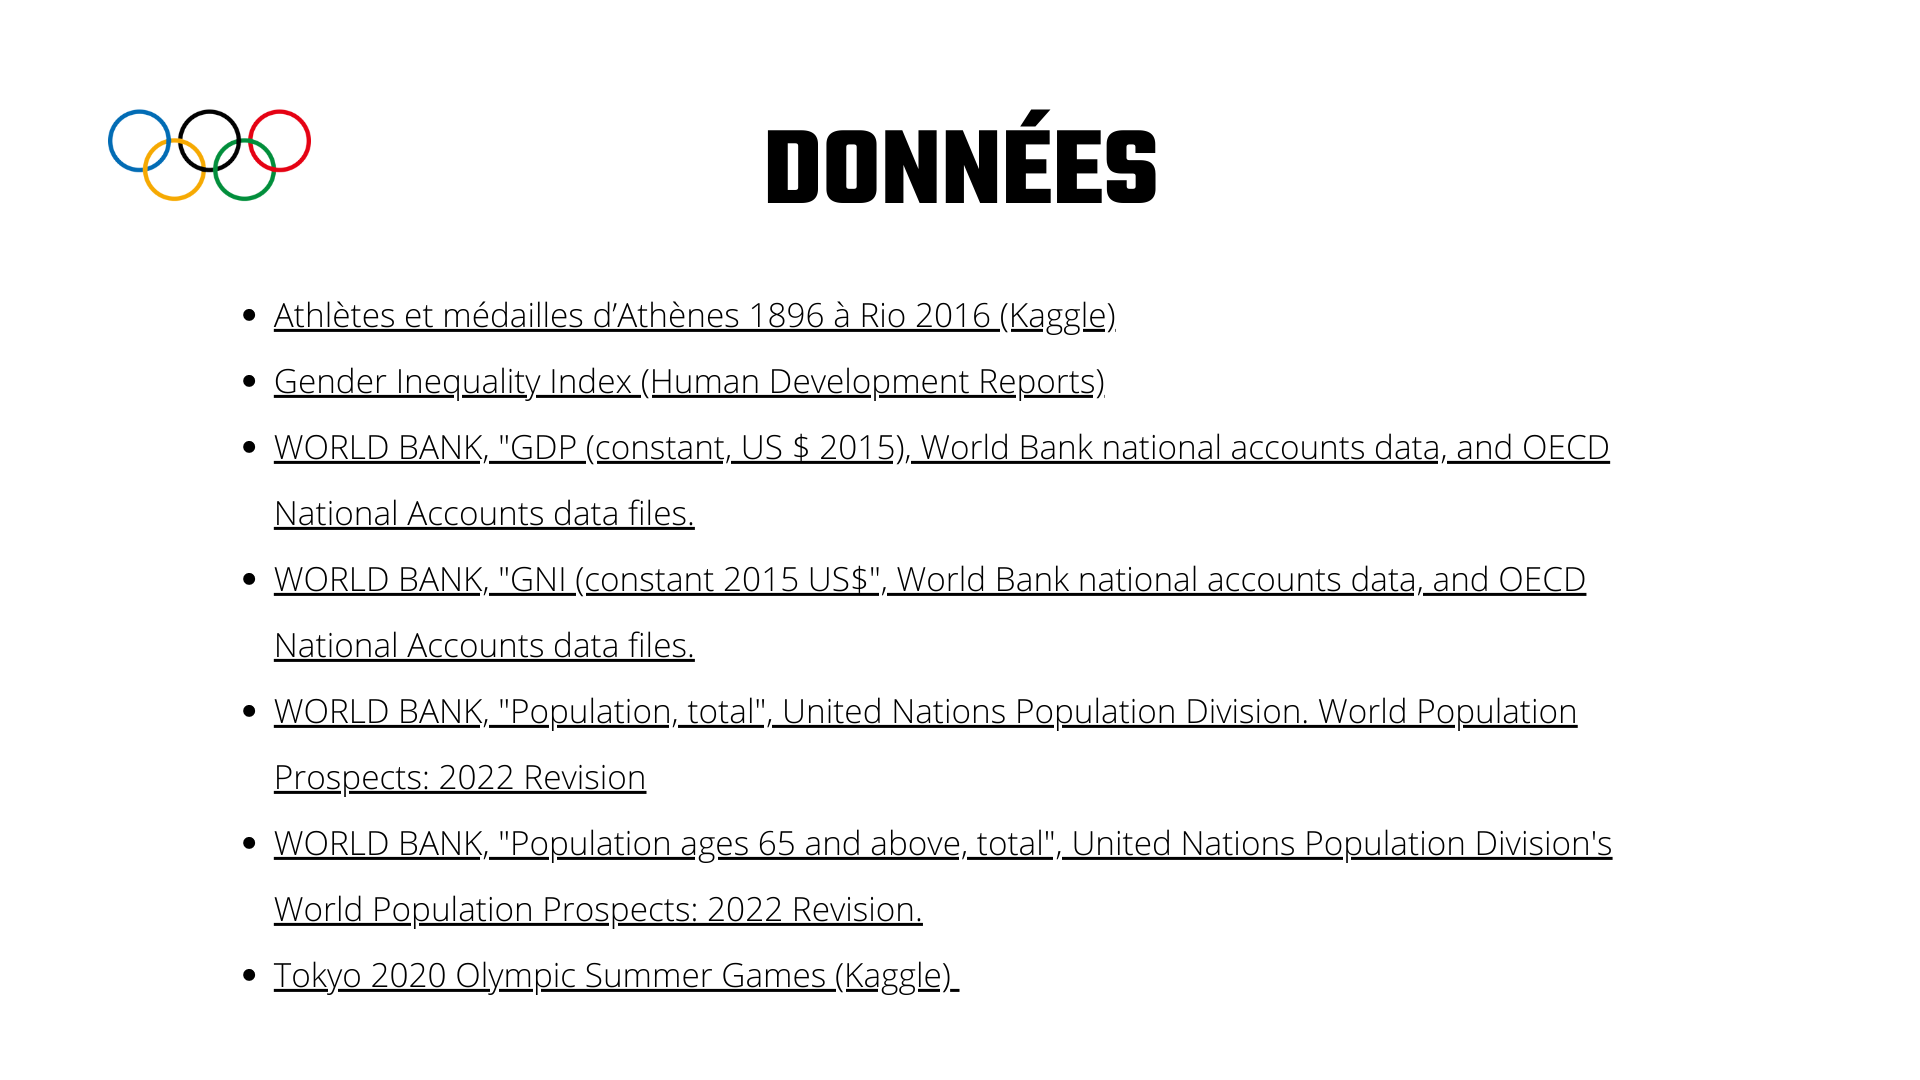 DONNÉES
• Athlètes et médailles d’Athènes 1896 à Rio 2016 (Kaggle)
• Gender Inequality Index (Human Development Reports)
• WORLD BANK, "GDP (constant, US $ 2015), World Bank national accounts data, and OECD
National Accounts data files.
• WORLD BANK, "GNI (constant 2015 US$", World Bank national accounts data, and OECD
National Accounts data files.
• WORLD BANK, "Population, total", United Nations Population Division. World Population
Prospects: 2022 Revision
• WORLD BANK, "Population ages 65 and above, total", United Nations Population Division's
World Population Prospects: 2022 Revision.
• Tokyo 2020 Olympic Summer Games (Kaggle)